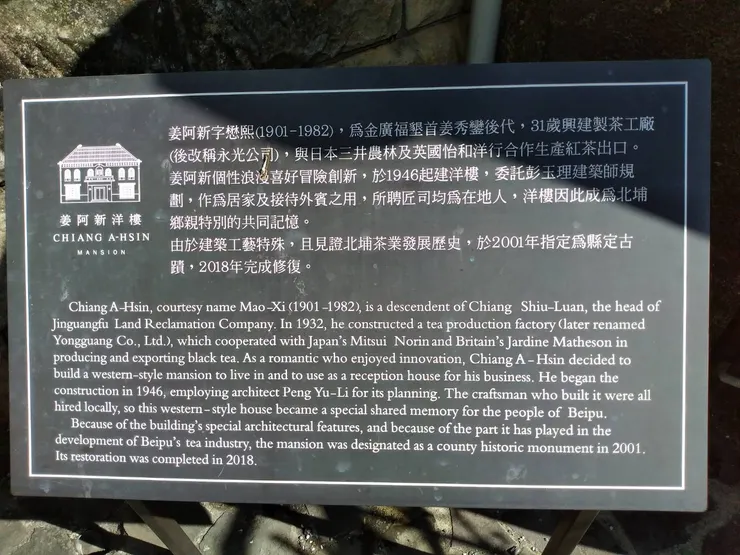 姜阿新洋樓
CHIANG A-HSIN
MANSION
姜阿新字懋熙(1901-1982)，為金廣福墾首姜秀鑾後代，31歲興建製茶工廠
(後改稱永光公司)，與日本三井農林及英國怡和洋行合作生產紅茶出口。
姜阿新個性浪漫喜好冒險創新，於1946起建洋樓，委託彭玉理建築師規
劃，作為居家及接待外賓之用，所聘匠司均為在地人，洋樓因此成為北埔
鄉親特別的共同記憶。
由於建築工藝特殊，且見證北埔茶業發展歷史，於2001年指定為縣定古
蹟，2018年完成修復。
Chiang A-Hsin, courtesy name Mao-Xi (1901-1982), is a descendent of Chiang Shiu-Luan, the head of
Jinguangfu Land Reclamation Company. In 1932, he constructed a tea production factory (later renamed
Yongguang Co., Ltd.), which cooperated with Japan's Mitsui Norin and Britain's Jardine Matheson in
producing and exporting black tea. As a romantic who enjoyed innovation, Chiang A-Hsin decided to
build a western-style mansion to live in and to use as a reception house for his business. He began the
construction in 1946, employing architect Peng Yu-Li for its planning. The craftsman who built it were all
hired locally, so this western-style house became a special shared memory for the people of Beipu.
Because of the building's special architectural features, and because of the part it has played in the
development of Beipu's tea industry, the mansion was designated as a county historic monument in 2001.
Its restoration was completed in 2018.